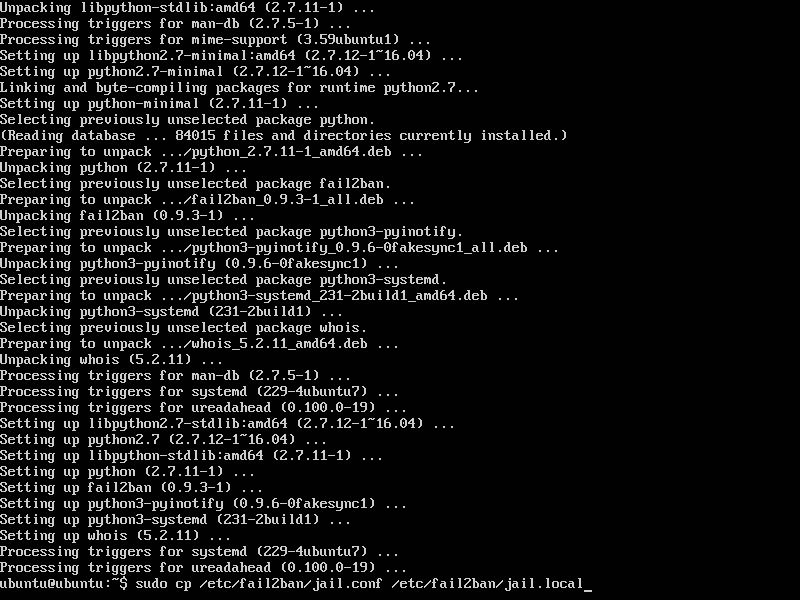 Unpacking libpython-stdlib:amd64 (2.7.11-1) ...
Processing triggers for man-db (2.7.5-1) ...
Processing triggers for mime-support (3.59ubuntu1) ...
Setting up libpython2.7-minimal:amd64 (2.7.12-1~16.04) ...
Setting up python2.7-minimal (2.7.12-1~16.04) ...
Linking and byte-compiling packages for runtime python2.7...
Setting up python-minimal (2.7.11-1) ...
Selecting previously unselected package python.
(Reading database ... 84015 files and directories currently installed.)
Preparing to unpack .../python_2.7.11-1_amd64.deb ...
Unpacking python (2.7.11-1) ...
Selecting previously unselected package fail2ban.
Preparing to unpack .../fail2ban_0.9.3-1_all.deb ...
Unpacking fail2ban (0.9.3-1) ...
Selecting previously unselected package python3-pyinotify.
Preparing to unpack .../python3-pyinotify_0.9.6-0fakesync1_all.deb ...
Unpacking python3-pyinotify (0.9.6-0fakesync1) ...
Selecting previously unselected package python3-systemd.
Preparing to unpack .../python3-systemd_231-2build1_amd64.deb ...
Unpacking python3-systemd (231-2build1) ...
Selecting previously unselected package whois.
Preparing to unpack .../whois_5.2.11_amd64.deb ...
Unpacking whois (5.2.11) ...
Processing triggers for man-db (2.7.5-1) ...
Processing triggers for systemd (229-4ubuntu7) ...
Processing triggers for ureadahead (0.100.0-19) ...
Setting up libpython2.7-stdlib:amd64 (2.7.12-1~16.04) ...
Setting up python2.7 (2.7.12-1~16.04) ...
Setting up libpython-stdlib:amd64 (2.7.11-1) ...
Setting up python (2.7.11-1) ...
Setting up fail2ban (0.9.3-1) ...
Setting up python3-pyinotify (0.9.6-0fakesync1) ...
Setting up python3-systemd (231-2build1) ...
Setting up whois (5.2.11) ...
Processing triggers for systemd (229-4ubuntu7) ...
Processing triggers for ureadahead (0.100.0-19) ...
ubuntu@ubuntu:~$ sudo cp /etc/fail2ban/jail.conf /etc/fail2ban/jail.local_